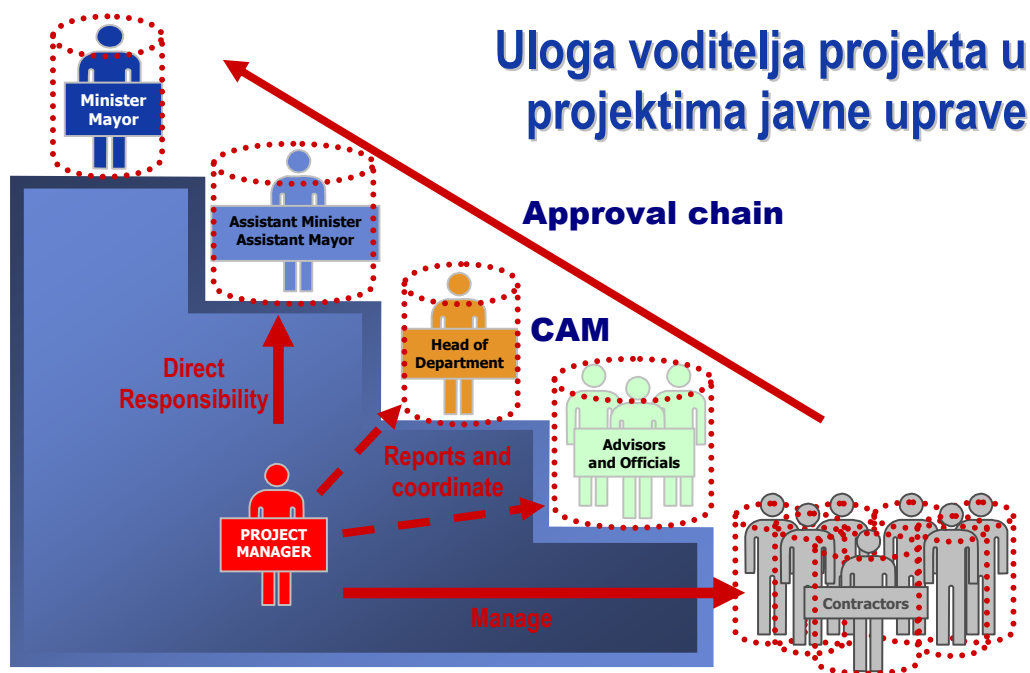 Uloga voditelja projekta u
projektima javne uprave
Minister
Mayor
Assistant Minister
Assistant Mayor
Approval chain
Head of
Department
CAM
Direct
Responsibility
Advisors
and Officials
Reports and
coordinate
PROJECT
MANAGER
Contractors
Manage